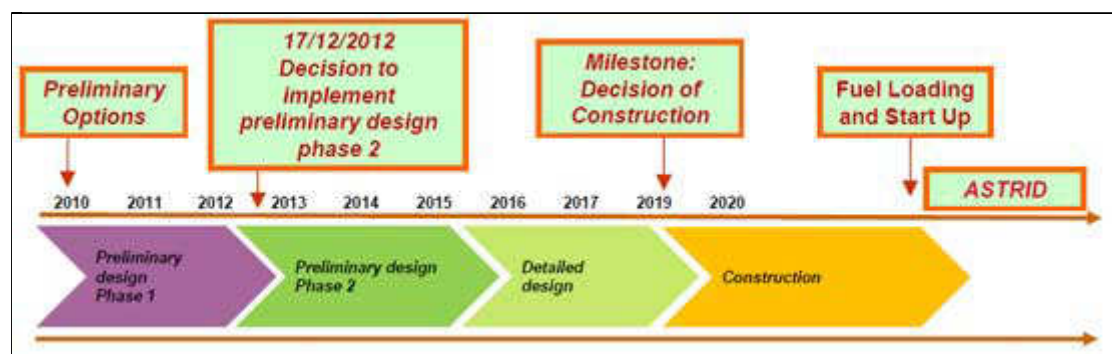 Preliminary
Options
17/12/2012
Decision to
implement
preliminary design
phase 2
Milestone:
Decision of
Construction
Fuel Loading
and Start Up
ASTRID
2010 2011 2012 2013 2014 2015 2016 2017 2019 2020
Preliminary
design
Phase 1
Preliminary design
Phase 2
Detailed
design
Construction